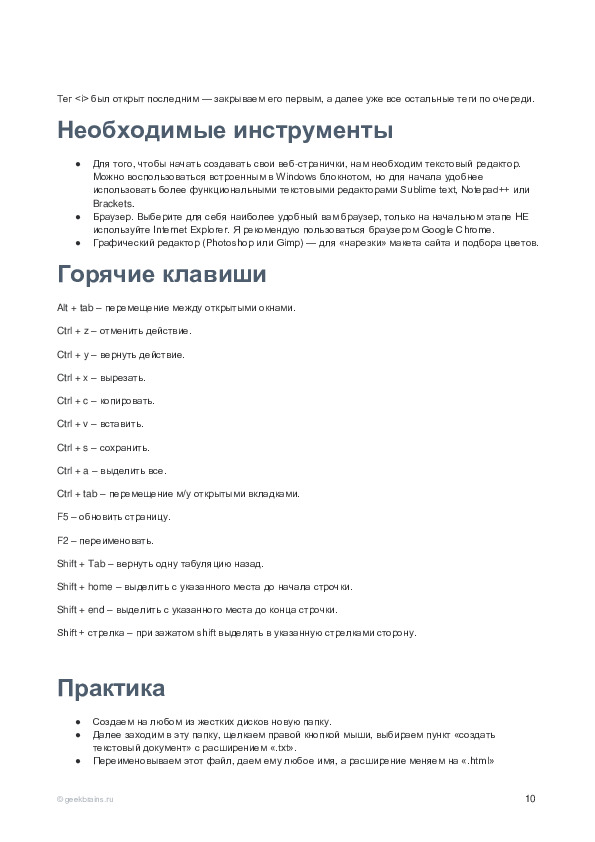 Тег <i> был открыт последним — закрываем его первым, а далее уже все остальные теги по очереди.
Необходимые инструменты
● Для того, чтобы начать создавать свои веб-странички, нам необходим текстовый редактор.
Можно воспользоваться встроенным в Windows блокнотом, но для начала удобнее
использовать более функциональными текстовыми редакторами Sublime text, Notepad++ или
Brackets.
● Браузер. Выберите для себя наиболее удобный вам браузер, только на начальном этапе НЕ
используйте Internet Explorer. Я рекомендую пользоваться браузером Google Chrome.
● Графический редактор (Photoshop или Gimp) — для «нарезки» макета сайта и подбора цветов.
Горячие клавиши
Alt + tab – перемещение между открытыми окнами.
Ctrl + z – отменить действие.
Ctrl + y – вернуть действие.
Ctrl + x – вырезать.
Ctrl + c – копировать.
Ctrl + v – вставить.
Ctrl + s – сохранить.
Ctrl + a – выделить все.
Ctrl + tab – перемещение м/у открытыми вкладками.
F5 – обновить страницу.
F2 – переименовать.
Shift + Tab – вернуть одну табуляцию назад.
Shift + home – выделить с указанного места до начала строчки.
Shift + end – выделить с указанного места до конца строчки.
Shift + стрелка – при зажатом shift выделять в указанную стрелками сторону.
Практика
● Создаем на любом из жестких дисков новую папку.
● Далее заходим в эту папку, щелкаем правой кнопкой мыши, выбираем пункт «создать
текстовый документ» с расширением «.txt».
● Переименовываем этот файл, даем ему любое имя, а расширение меняем на «.html»
© geekbrains.ru 10